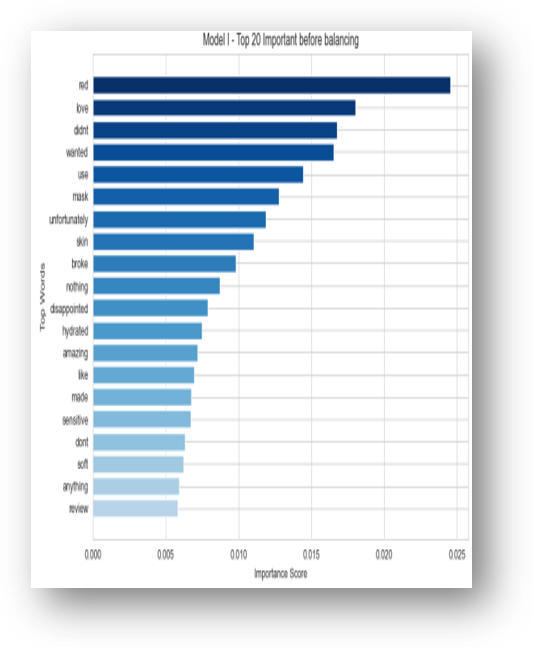 Model I - Top 20 Important before balancing
red
love
didnt
wanted
use
mask
unfortunately
skin
broke
nothing
disappointed
hydrated
amazing
like
made
sensitive
dont
soft
anything
review
Top Words
0.000 0.005 0.010 0.015 0.020 0.025
Importance Score